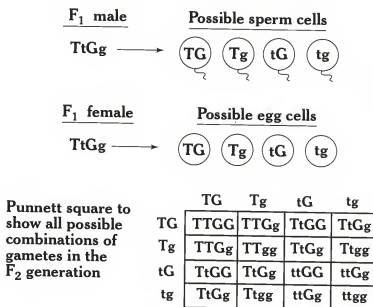 F₁ male
Possible sperm cells
TtGg
TG Tg tG tg
F₁ female
Possible egg cells
TtGg
TG Tg tG tg
Punnett square to
show all possible
combinations of
gametes in the
F₂ generation
TG Tg tG tg
TG TTGG TTGg TtGG TtGg
Tg TTGg TTgg TtGg Ttgg
tG TtGG TtGg ttGG ttGg
tg TtGg Ttgg ttGg ttgg